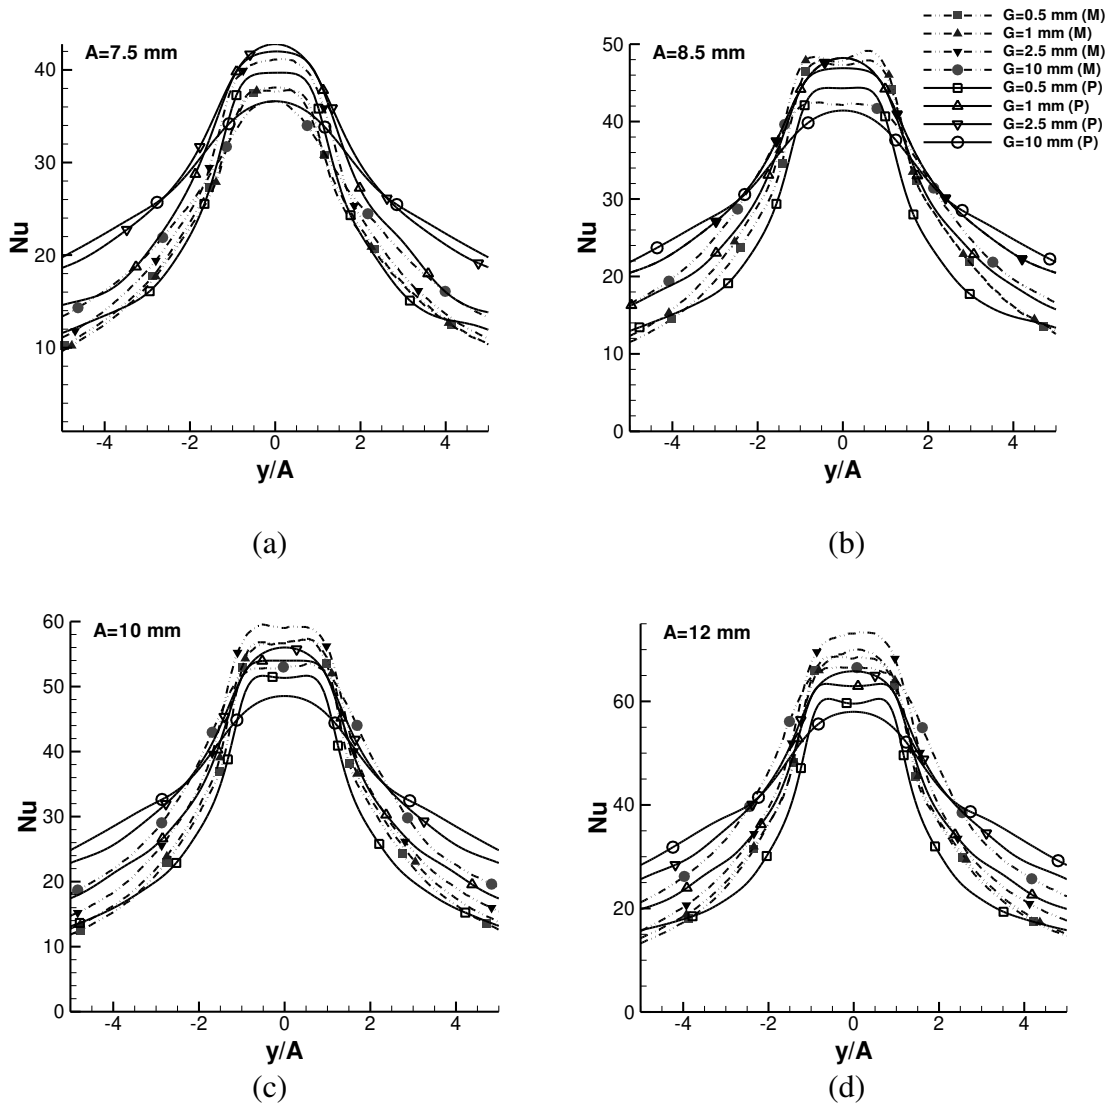 G=0.5 mm (M)
G=1 mm (M)
G=2.5 mm (M)
G=10 mm (M)
G=0.5 mm (P)
G=1 mm (P)
G=2.5 mm (P)
G=10 mm (P)
A=7.5 mm
40
30
20
10
Nu
-4 -2 0 2 4
y/A
(a)
A=8.5 mm
50
40
30
20
10
0
Nu
-4 -2 0 2 4
y/A
(b)
A=10 mm
60
50
40
30
20
10
0
Nu
-4 -2 0 2 4
y/A
(c)
A=12 mm
60
40
20
0
Nu
-4 -2 0 2 4
y/A
(d)